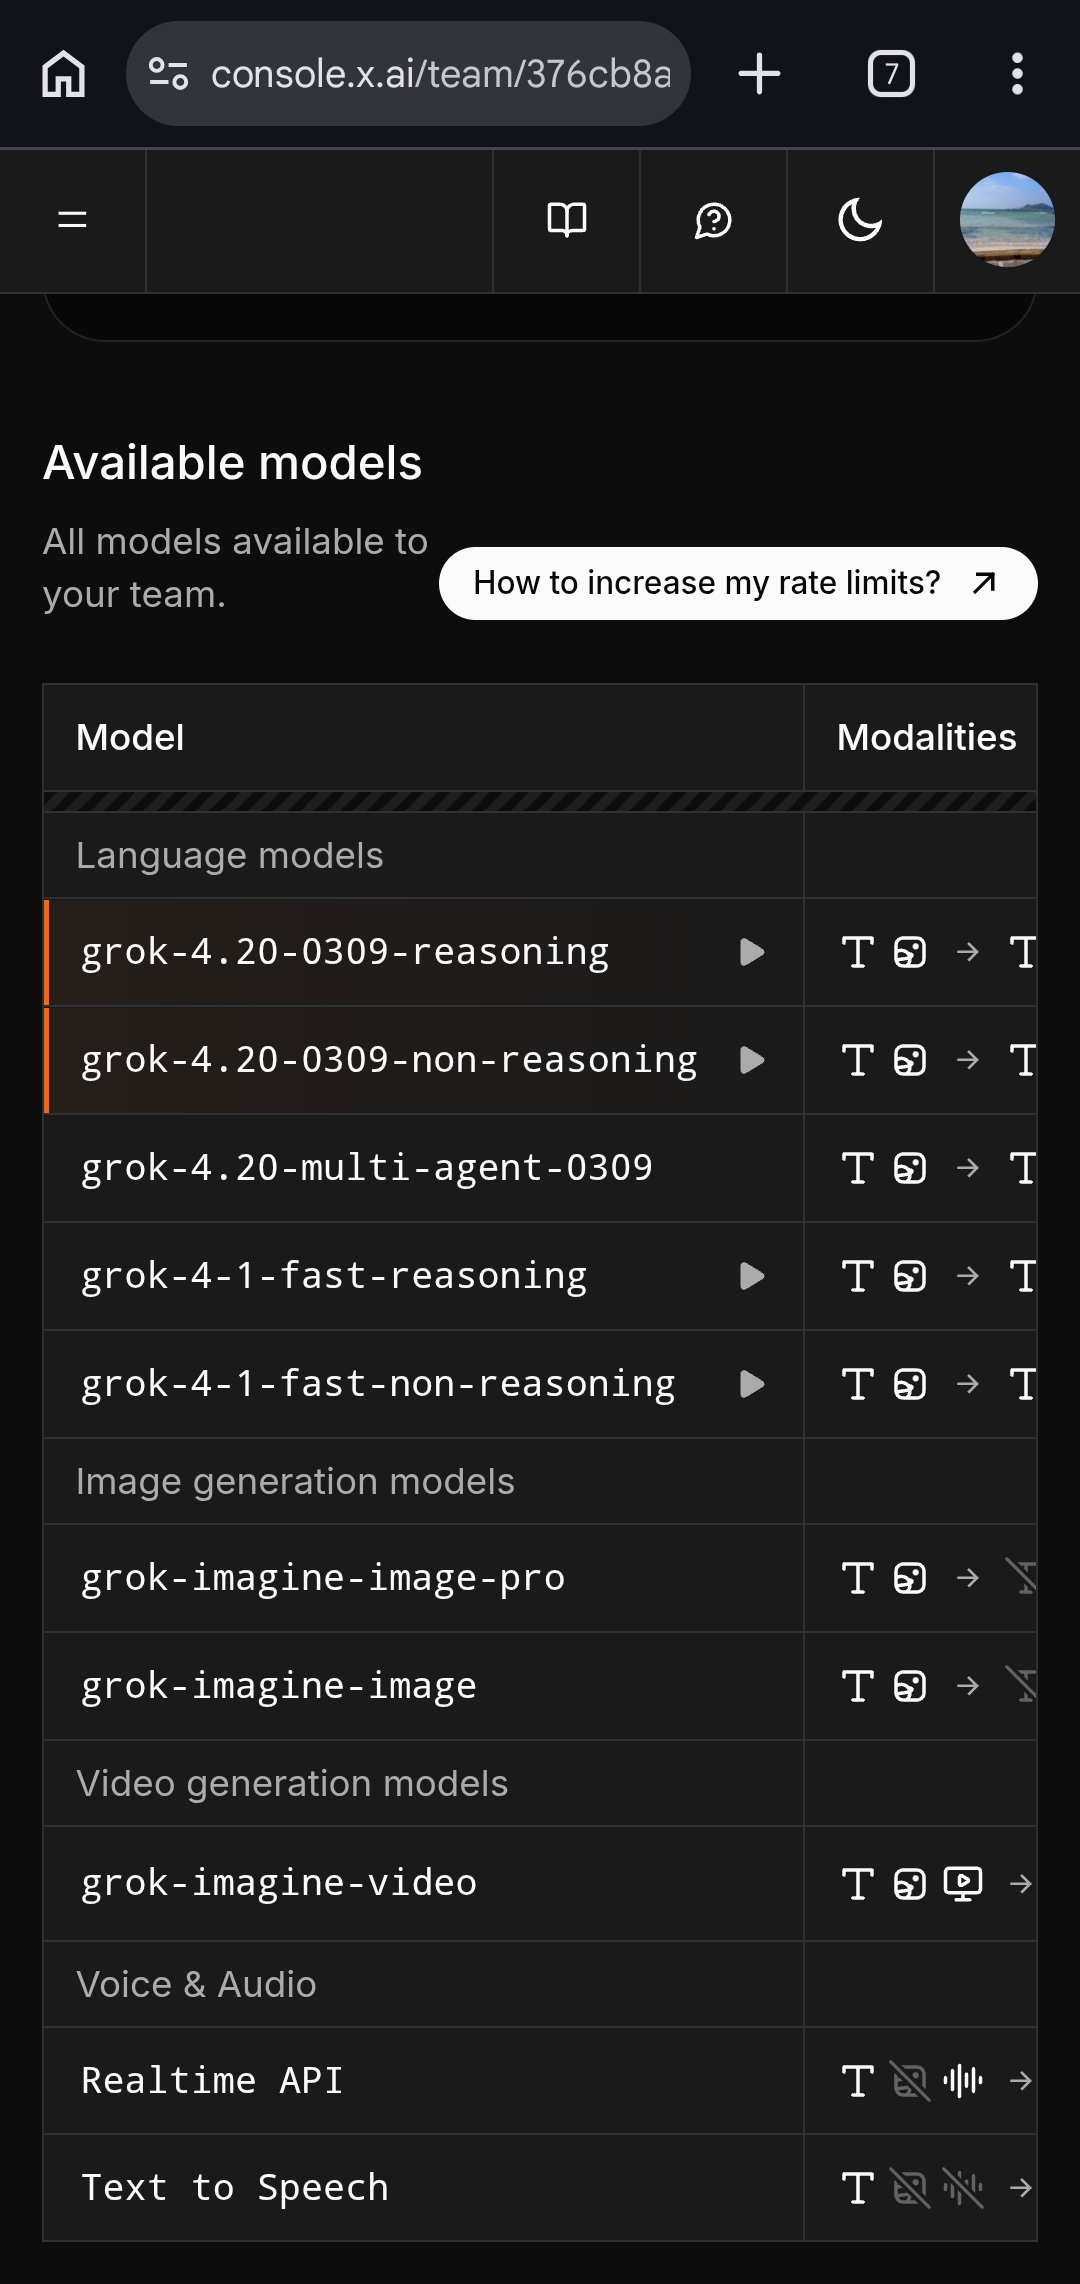 console.x.ai/team/376cb8a
7
Available models
All models available to
your team.
How to increase my rate limits?
Model
Modalities
Language models
grok-4.20-0309-reasoning
grok-4.20-0309-non-reasoning
grok-4.20-multi-agent-0309
grok-4-1-fast-reasoning
grok-4-1-fast-non-reasoning
Image generation models
grok-imagine-image-pro
grok-imagine-image
Video generation models
grok-imagine-video
Voice & Audio
Realtime API
Text to Speech